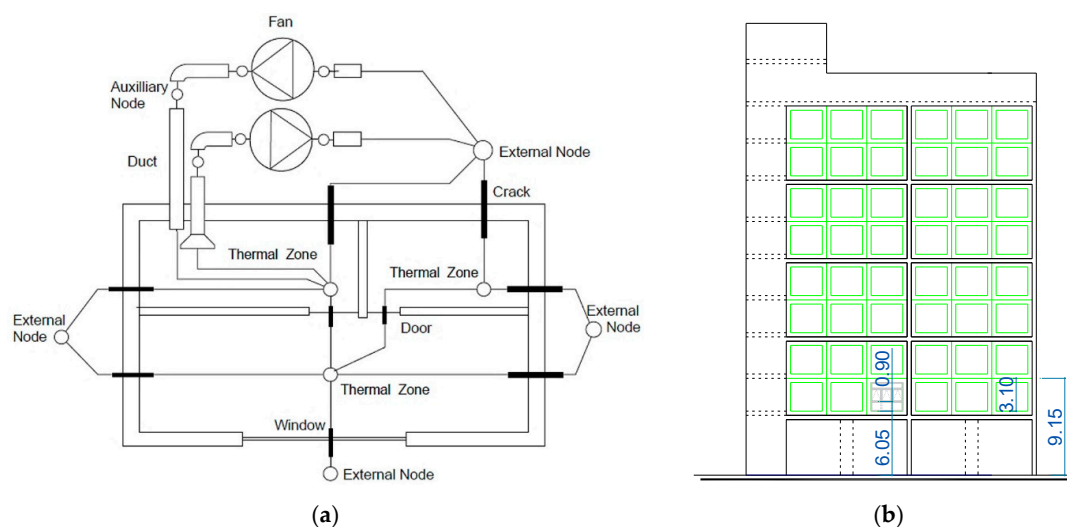 Fan
Auxilliary
Node
Duct
External Node
Crack
Thermal Zone
Thermal Zone
External
Node
External
Node
Door
Thermal Zone
Window
External Node
(a)
0.90
3.10
6.05
9.15
(b)